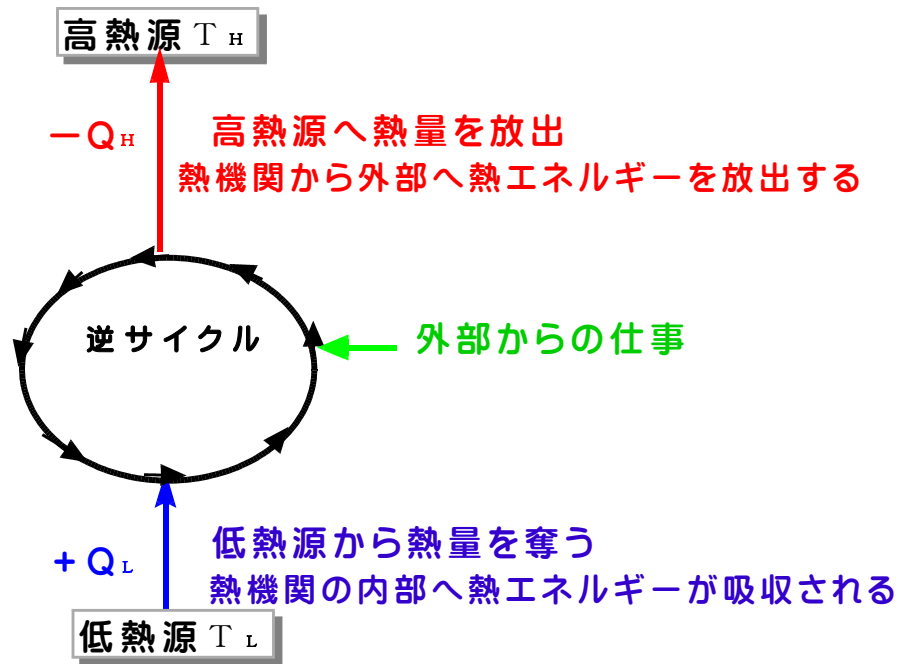 高熱源ＴH
－QH
高熱源へ熱量を放出
熱機関から外部へ熱エネルギーを放出する
逆サイクル
外部からの仕事
低熱源から熱量を奪う
+QL
熱機関の内部へ熱エネルギーが吸収される
低熱源ＴL